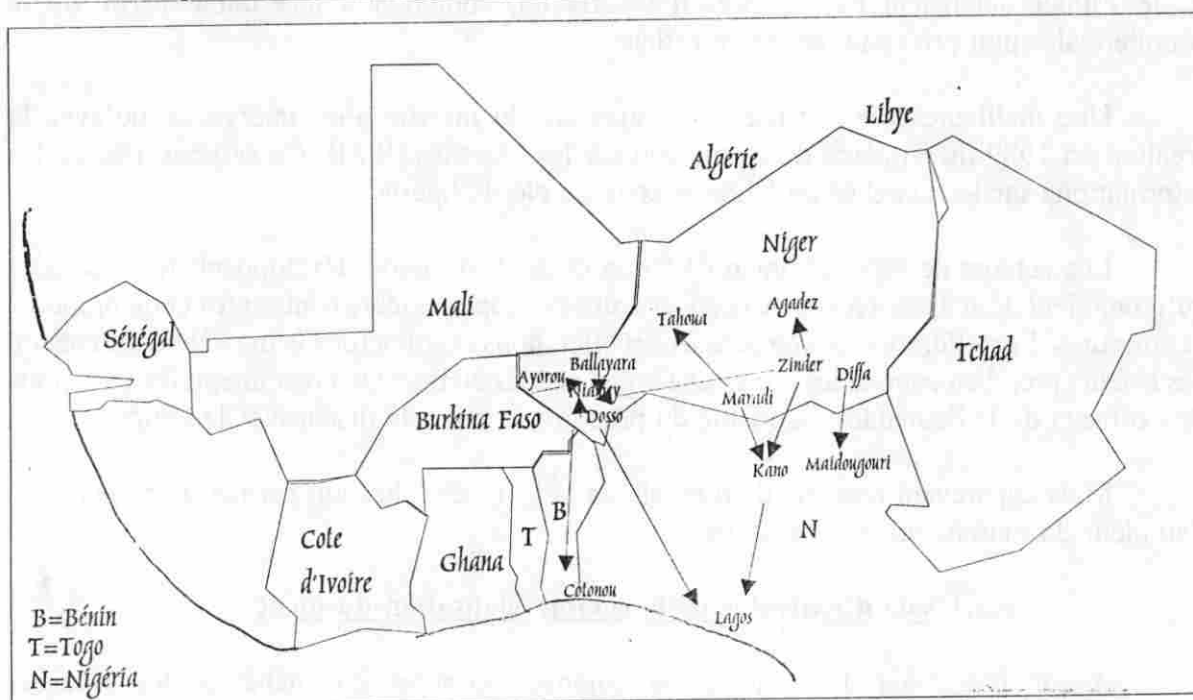 Libye
Algérie
Niger
Mali
Agadez
Tahoua
Sénégal
Tchad
Ballayara
Zinder
Diffa
Ayorou
Niamey
Maradi
Burkina Faso
Dosso
Kano
Maidougouri
B
N
T
Cote
d'Ivoire
Ghana
Cotonou
Lagos
B=Bénin
T=Togo
N=Nigéria